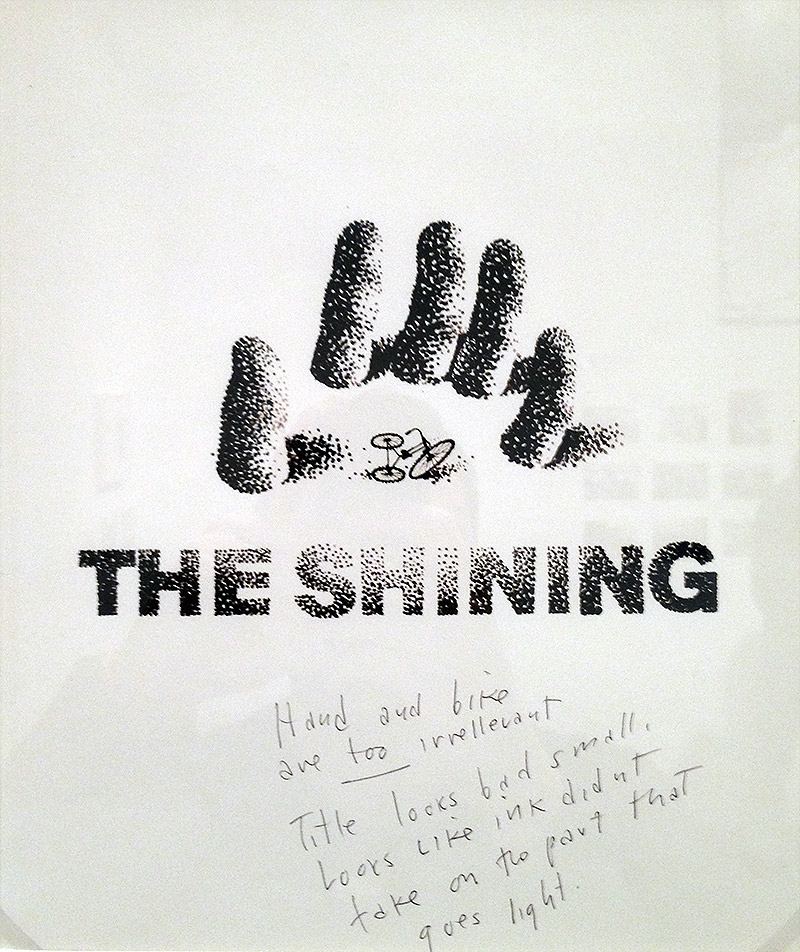 THE SHINING
Hand and bike
are too irrellevant
Title looks bad small.
Looks like ink didnt
take on the part that
goes light.